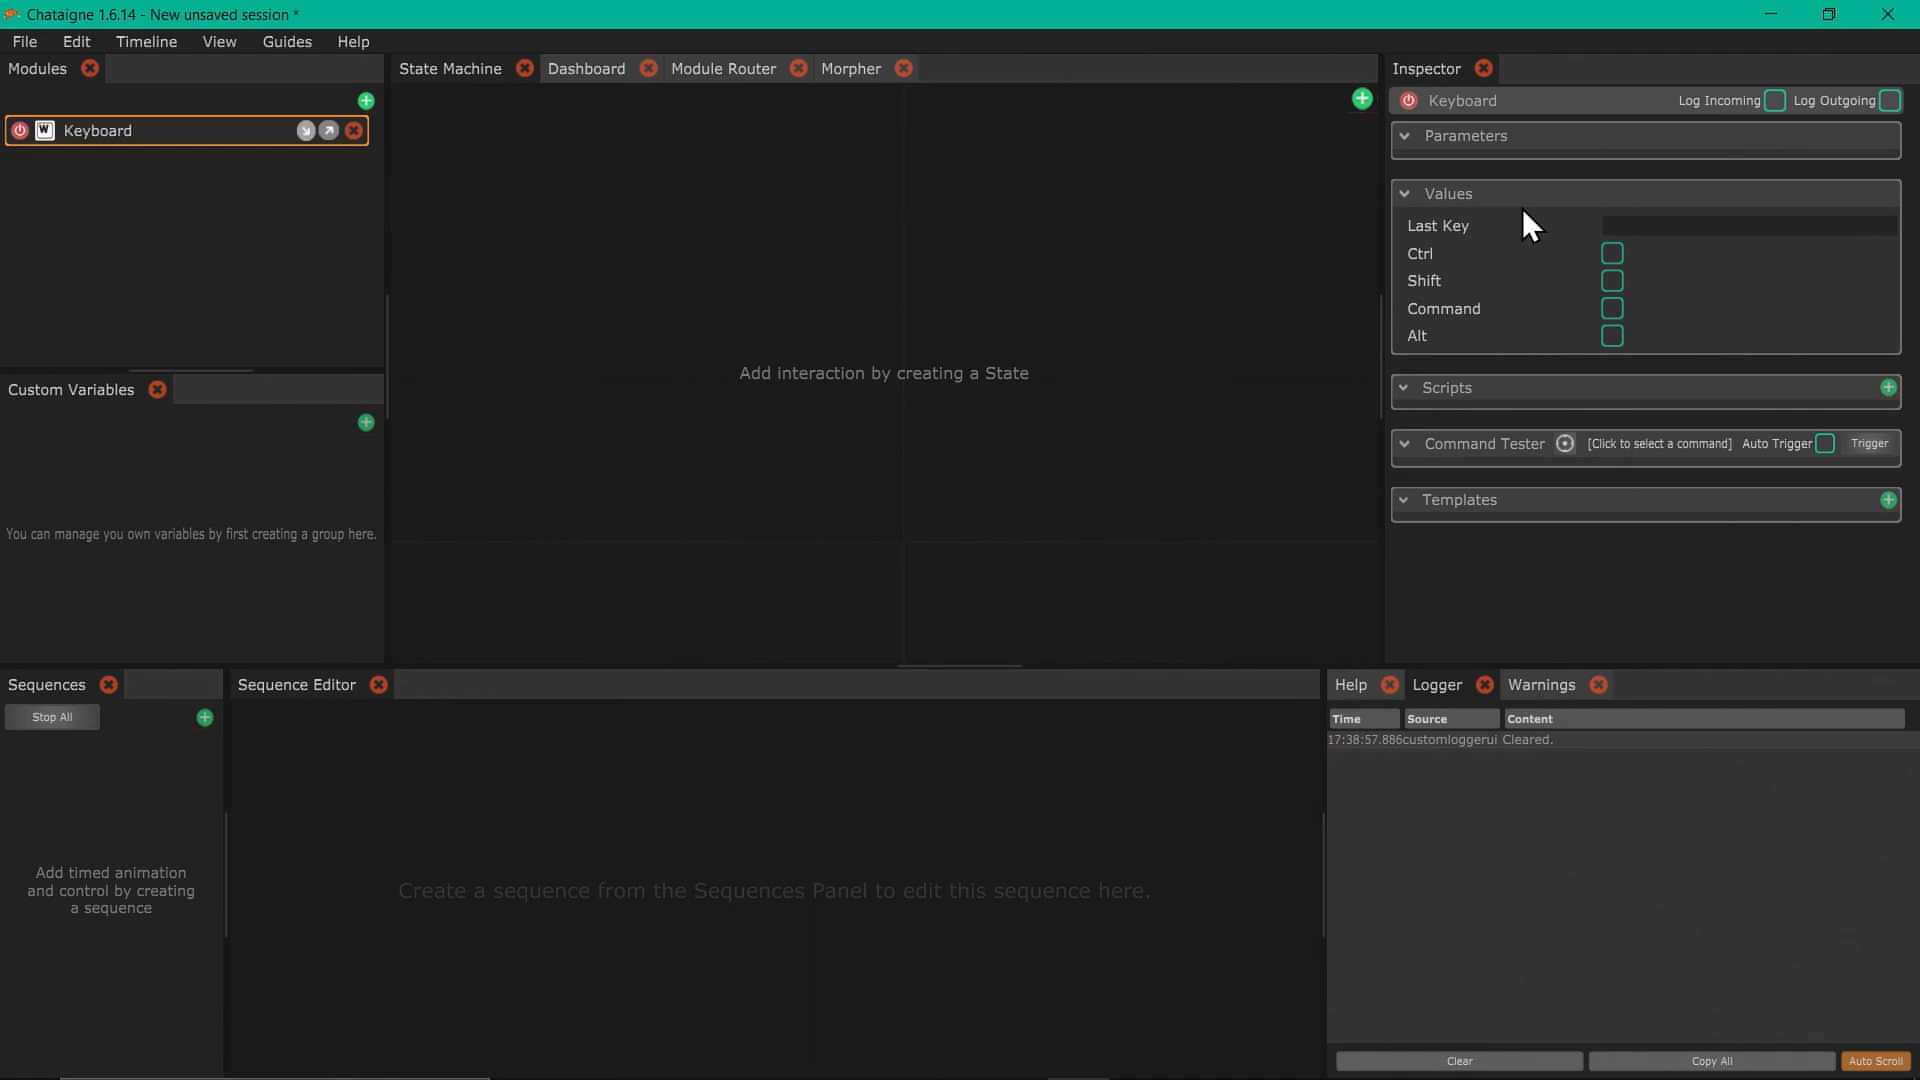 Chataigne 1.6.14 - New unsaved session *
File Edit Timeline View Guides Help
Modules
State Machine Dashboard Module Router Morpher
Inspector
Keyboard Log Incoming Log Outgoing
W Keyboard
Parameters
Values
Last Key
Ctrl
Shift
Command
Alt
Add interaction by creating a State
Custom Variables
Scripts
Command Tester [Click to select a command] Auto Trigger Trigger
Templates
You can manage you own variables by first creating a group here.
Sequences
Sequence Editor
Help Logger Warnings
Stop All
Time Source Content
17:38:57.886customloggerui Cleared.
Add timed animation
and control by creating
a sequence
Create a sequence from the Sequences Panel to edit this sequence here.
Clear Copy All Auto Scroll